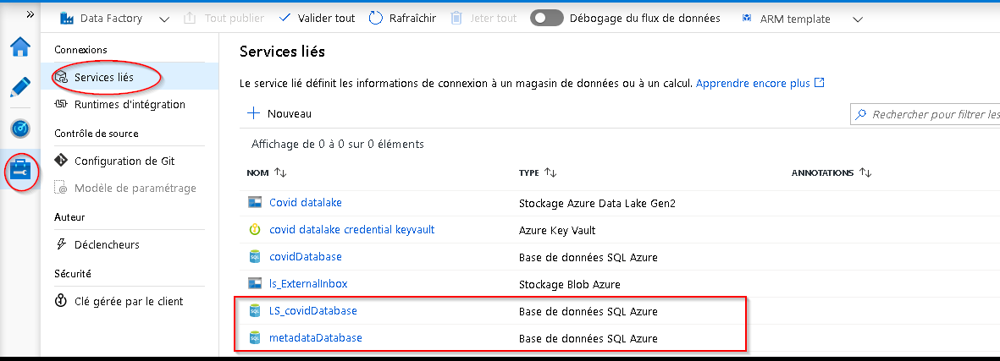 »
Data Factory
Tout publier
Valider tout
Rafraîchir
Jeter tout
Débogage du flux de données
ARM template
Connexions
Services liés
Runtimes d'intégration
Contrôle de source
Configuration de Git
Modèle de paramétrage
Auteur
Déclencheurs
Sécurité
Clé gérée par le client
Services liés
Le service lié définit les informations de connexion à un magasin de données ou à un calcul. Apprendre encore plus
Nouveau
Rechercher pour filtrer les
Affichage de 0 à 0 sur 0 éléments
NOM TYPE ANNOTATIONS
Covid datalake Stockage Azure Data Lake Gen2
covid datalake credential keyvault Azure Key Vault
covidDatabase Base de données SQL Azure
ls_ExternalInbox Stockage Blob Azure
LS_covidDatabase Base de données SQL Azure
metadataDatabase Base de données SQL Azure